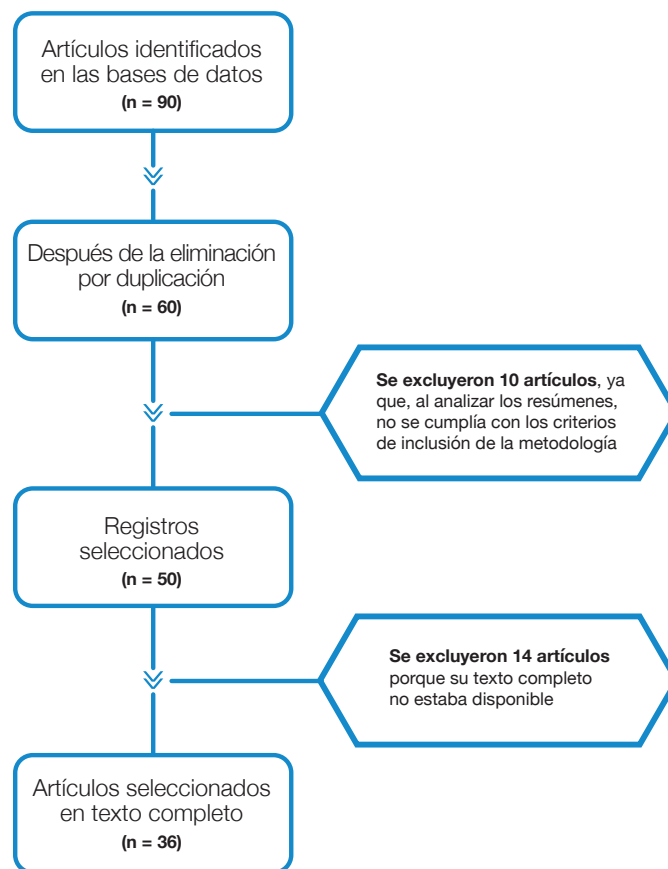 Artículos identificados
en las bases de datos
(n = 90)
Después de la eliminación
por duplicación
(n = 60)
Se excluyeron 10 artículos, ya
que, al analizar los resúmenes,
no se cumplía con los criterios
de inclusión de la metodología
Registros
seleccionados
(n = 50)
Se excluyeron 14 artículos
porque su texto completo
no estaba disponible
Artículos seleccionados
en texto completo
(n = 36)